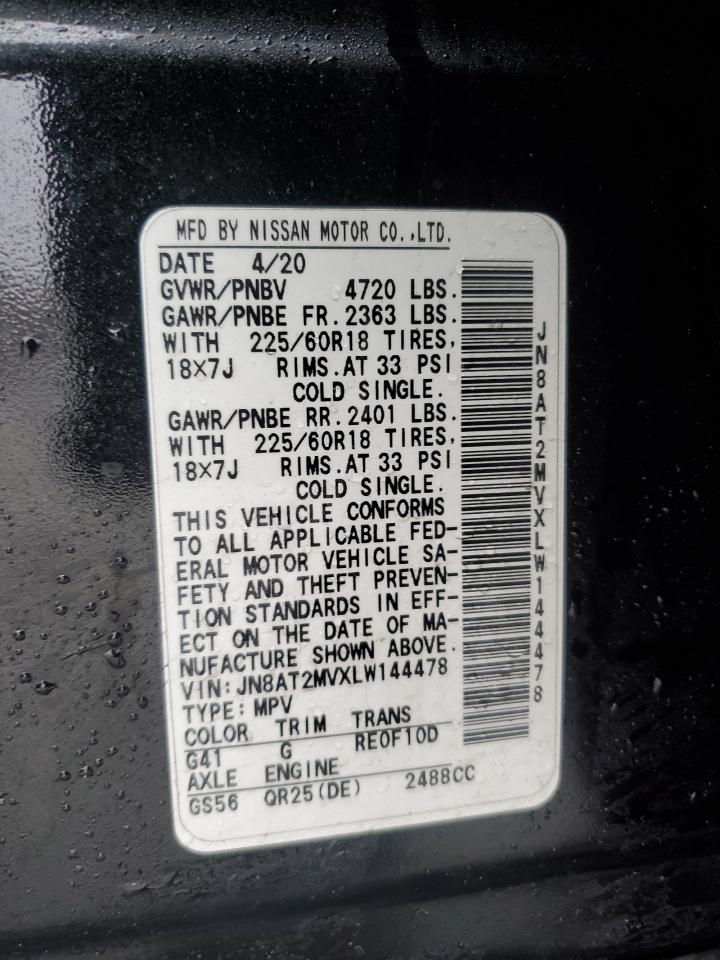 MFD BY NISSAN MOTOR CO.,LTD.
DATE 4/20
GVWR/PNBV 4720 LBS.
GAWR/PNBE FR. 2363 LBS.
WITH 225/60R18 TIRES,
18×7J RIMS.AT 33 PSI
COLD SINGLE.
GAWR/PNBE RR. 2401 LBS.
WITH 225/60R18 TIRES,
18×7J RIMS.AT 33 PSI
COLD SINGLE.
THIS VEHICLE CONFORMS
TO ALL APPLICABLE FED-
ERAL MOTOR VEHICLE SA-
FETY AND THEFT PREVEN-
TION STANDARDS IN EFF-
ECT ON THE DATE OF MA-
NUFACTURE SHOWN ABOVE.
VIN:JN8AT2MVXLW144478
TYPE:MPV
COLOR TRIM TRANS
G41 G RE0F10D
AXLE ENGINE
GS56 QR25(DE) 2488CC
JN8AT2MVXLW144478